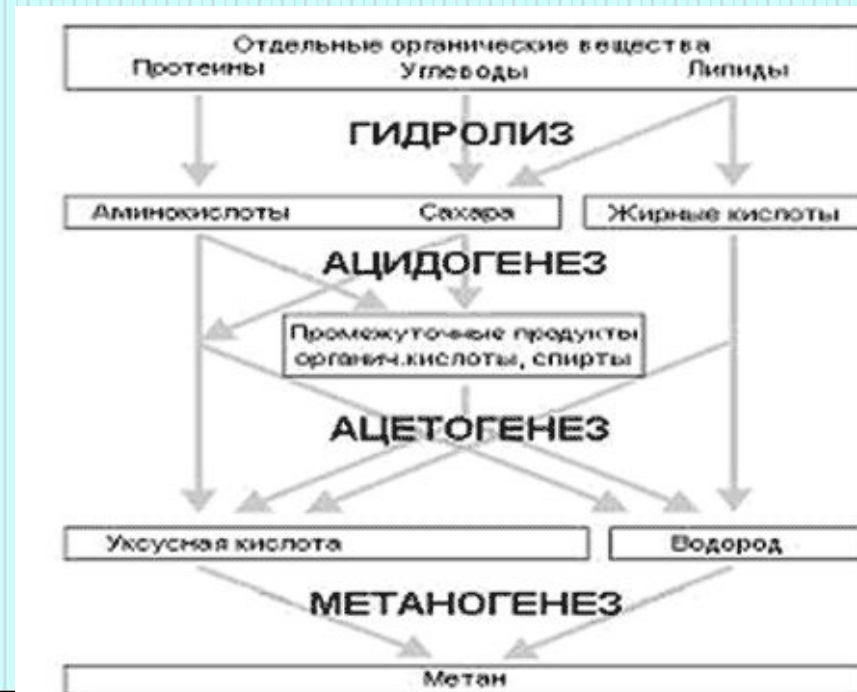 Отдельные органические вещества
Протеины Углеводы Липиды
ГИДРОЛИЗ
Аминокислоты Сахара Жирные кислоты
АЦИДОГЕНЕЗ
Промежуточные продукты
органич.кислоты, спирты
АЦЕТОГЕНЕЗ
Уксусная кислота Водород
МЕТАНОГЕНЕЗ
Метан